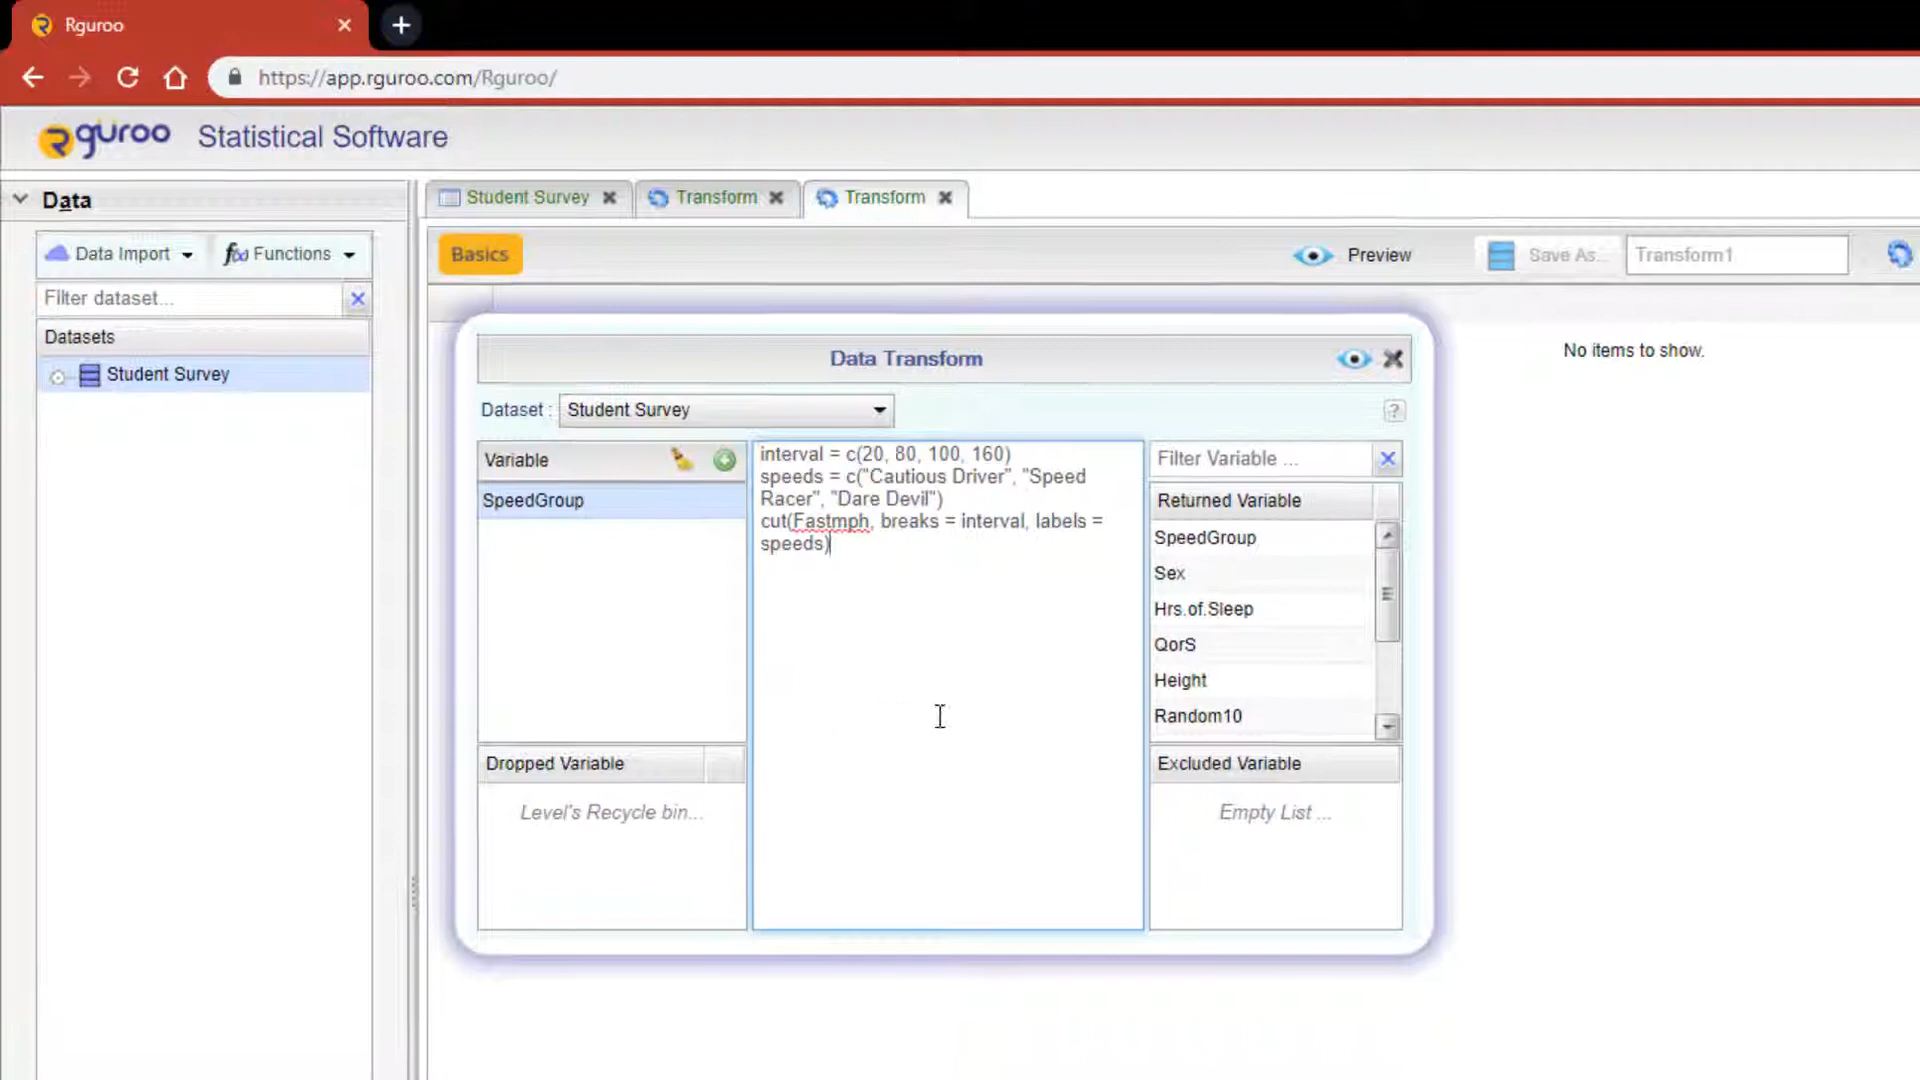 Rguroo
https://app.rguroo.com/Rguroo/
Rguroo Statistical Software
Data
Student Survey
Transform
Transform
Data Import
f(x) Functions
Basics
Preview
Save As...
Transform1
Filter dataset...
Datasets
Student Survey
No items to show.
Data Transform
Dataset :
Student Survey
?
Variable
SpeedGroup
interval = c(20, 80, 100, 160)
speeds = c("Cautious Driver", "Speed
Racer", "Dare Devil")
cut(Fastmph, breaks = interval, labels =
speeds)
Filter Variable ...
Returned Variable
SpeedGroup
Sex
Hrs.of.Sleep
QorS
Height
Random10
Dropped Variable
Level's Recycle bin...
Excluded Variable
Empty List ...